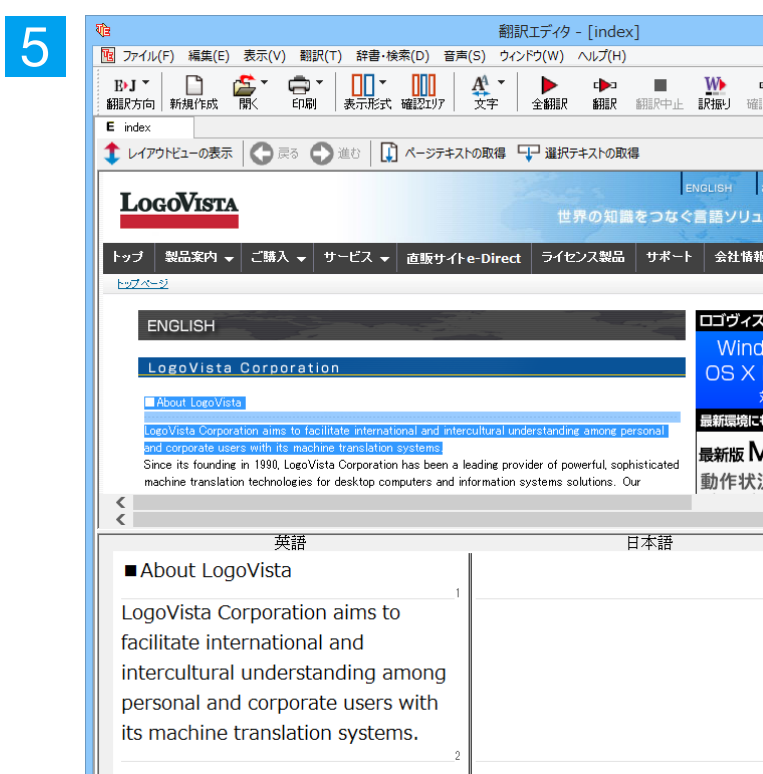 5
翻訳エディタ - [index]
ファイル(F) 編集(E) 表示(V) 翻訳(T) 辞書・検索(D) 音声(S) ウィンドウ(W) ヘルプ(H)
E▸J
翻訳方向 新規作成 開く 印刷 表示形式 確認エリア 文字 全翻訳 翻訳 翻訳中止 訳振り
E index
レイアウトビューの表示 戻る 進む ページテキストの取得 選択テキストの取得
ENGLISH
LOGOVISTA
世界の知識をつなぐ言語ソリュ
トップ 製品案内 ご購入 サービス 直販サイトe-Direct ライセンス製品 サポート 会社情報
トップページ
ENGLISH
LogoVista Corporation
■About LogoVista
LogoVista Corporation aims to facilitate international and intercultural understanding among personal
and corporate users with its machine translation systems.
Since its founding in 1990, LogoVista Corporation has been a leading provider of powerful, sophisticated
machine translation technologies for desktop computers and information systems solutions. Our
ロゴヴィス
Wind
OS X
最新環境に
最新版 M
動作状況
英語 日本語
■About LogoVista
1
LogoVista Corporation aims to
facilitate international and
intercultural understanding among
personal and corporate users with
its machine translation systems.
2